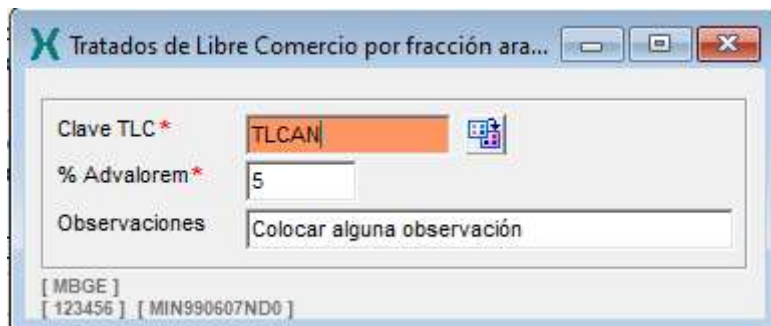 Tratados de Libre Comercio por fracción ara...
Clave TLC* TLCAN
% Advalorem* 5
Observaciones Colocar alguna observación
[ MBGE ]
[ 123456 ] [ MIN990607ND0 ]